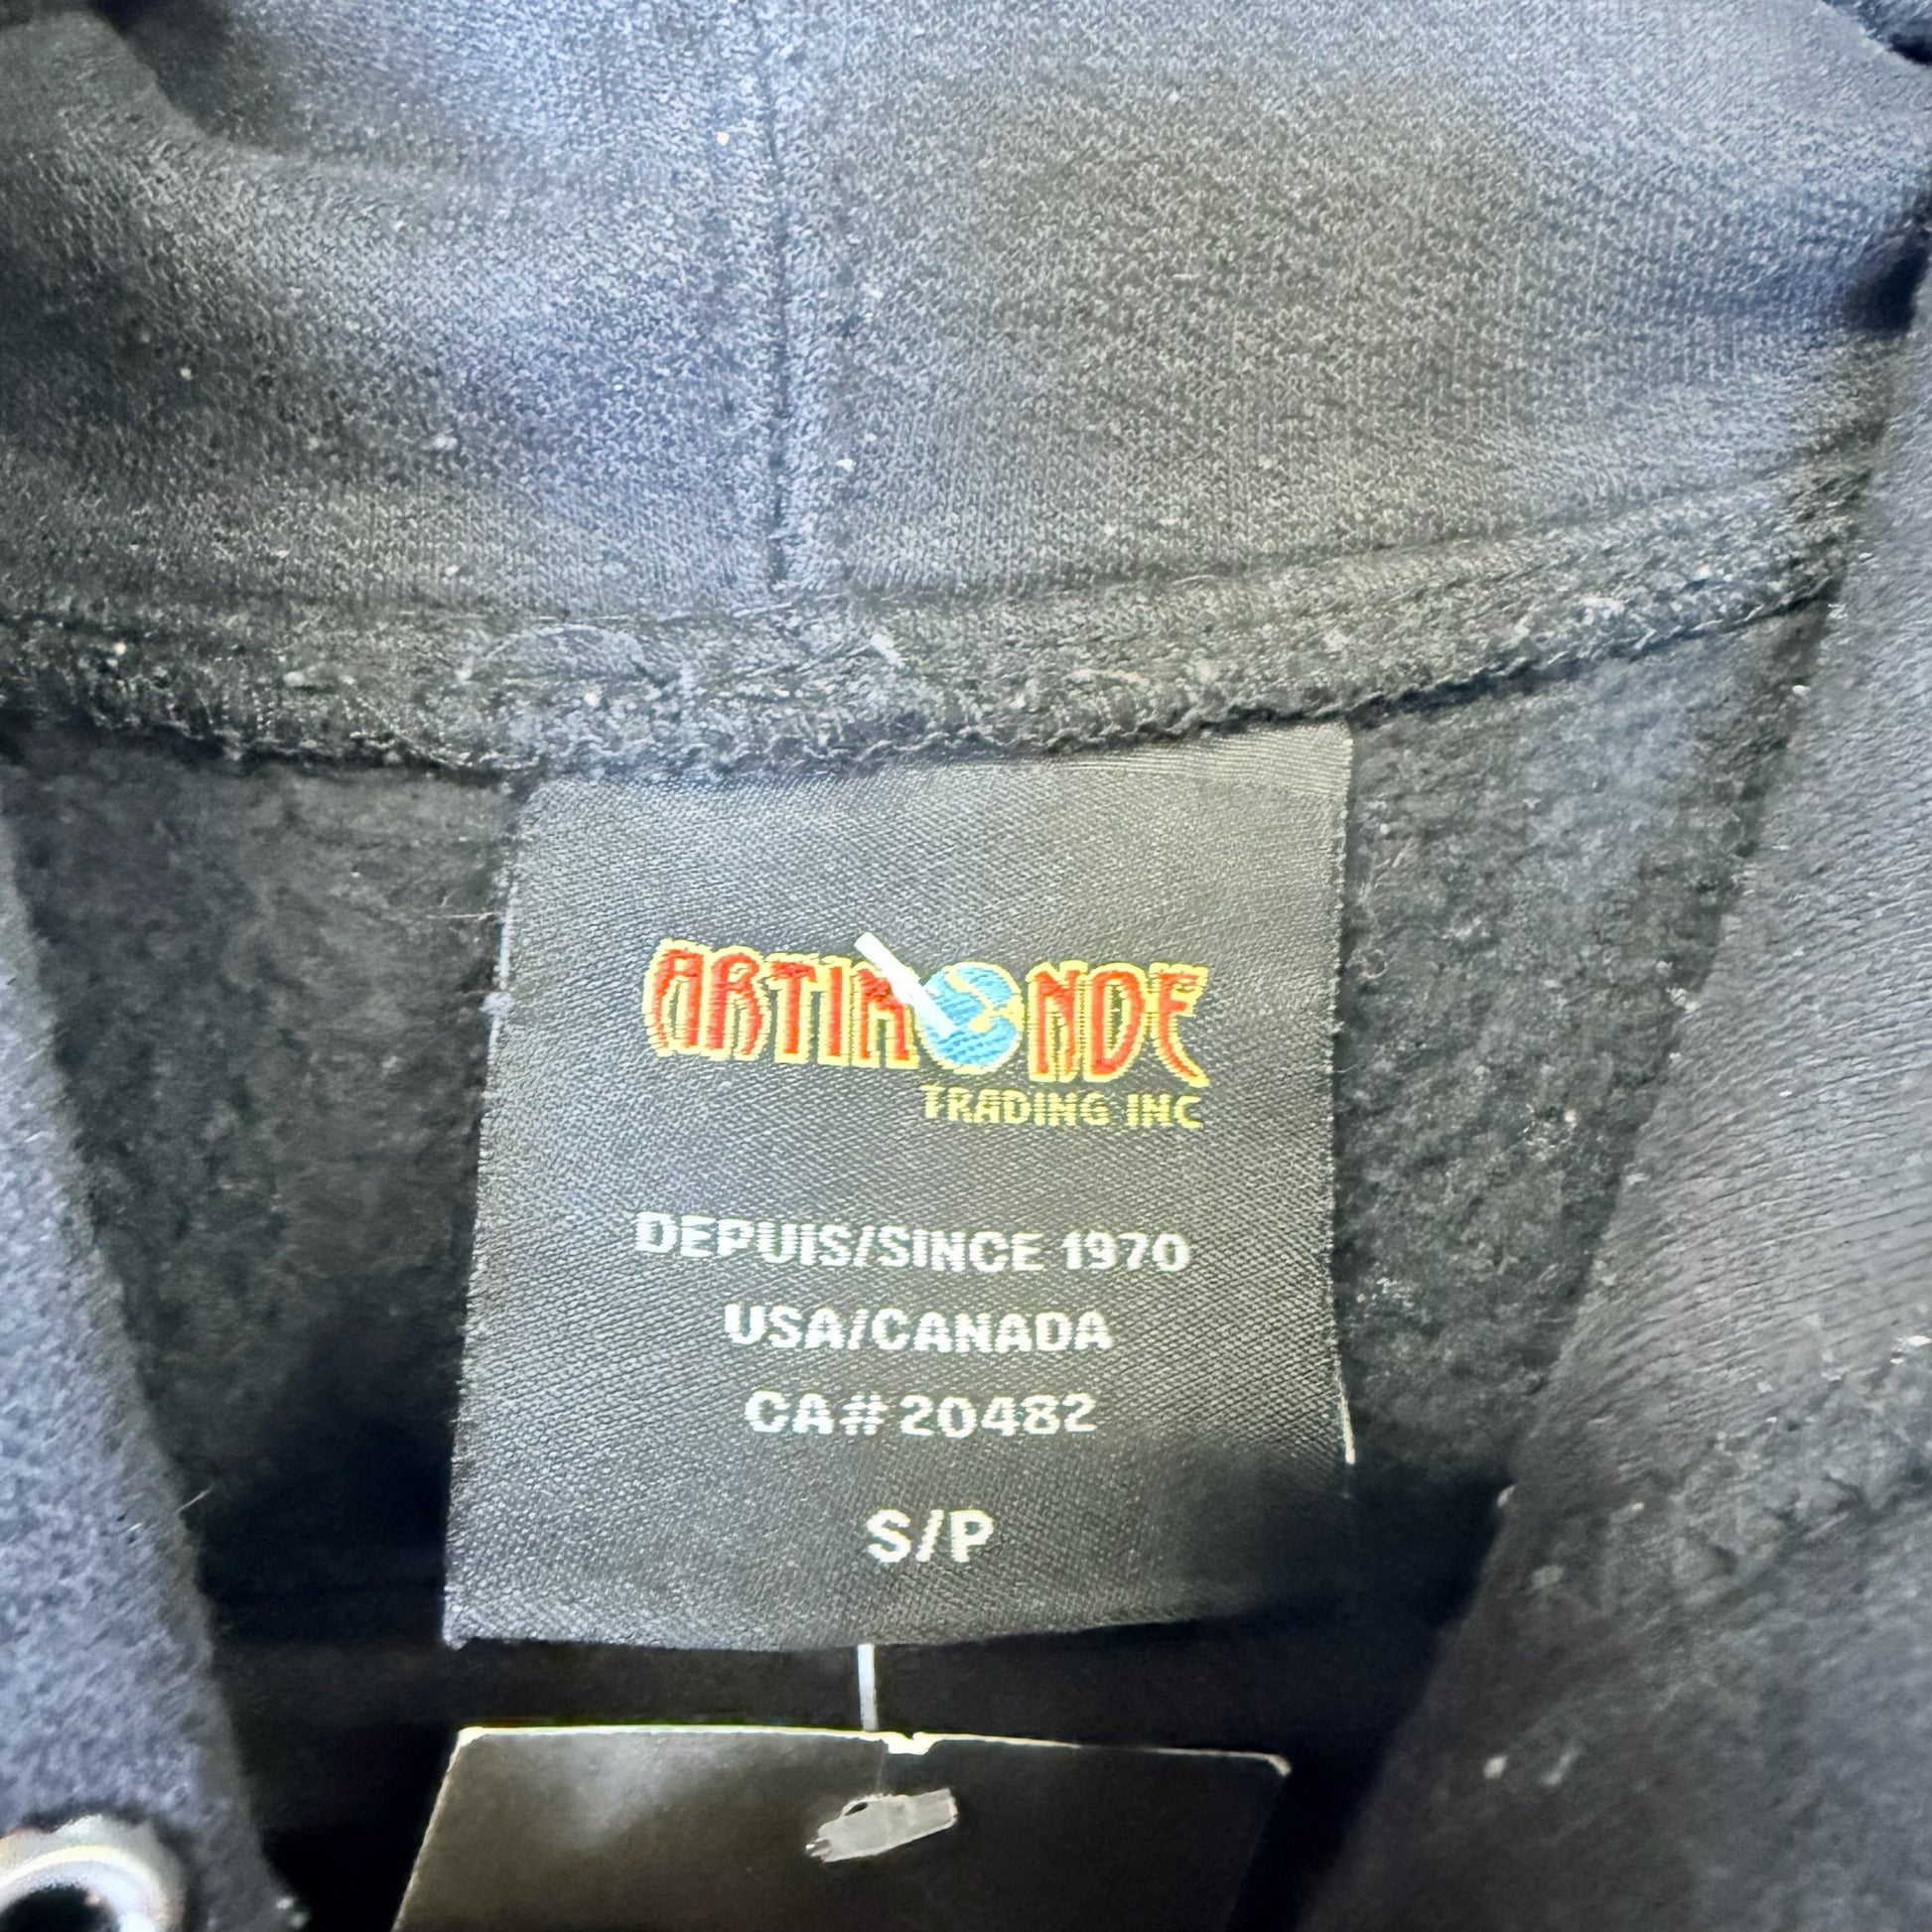 ARTIMONDE
TRADING INC
DEPUIS/SINCE 1970
USA/CANADA
CA# 20482
S/P